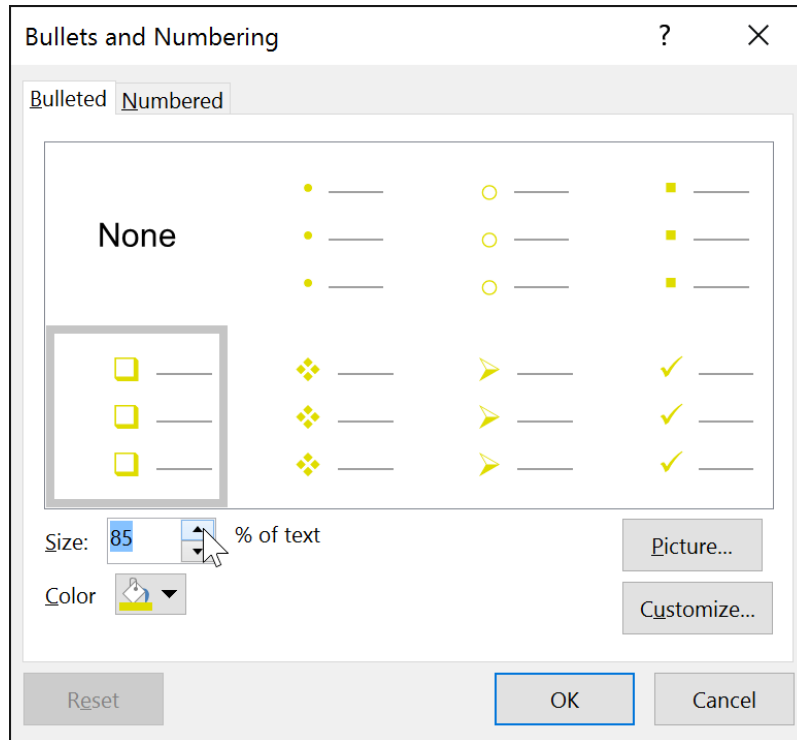 Bullets and Numbering ?
Bulleted Numbered
None
Size: 85 % of text
Picture...
Color
Customize...
Reset OK Cancel